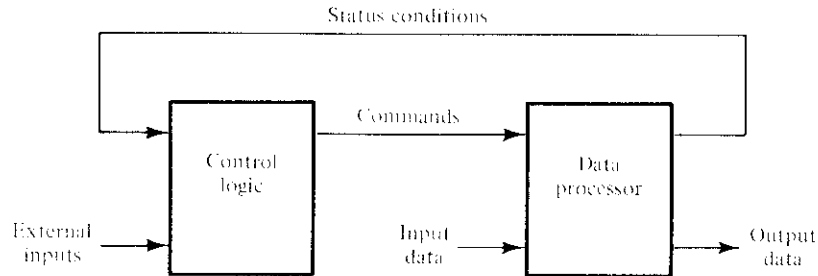 Status conditions
Commands
Control
logic
Data
processor
External
inputs
Input
data
Output
data